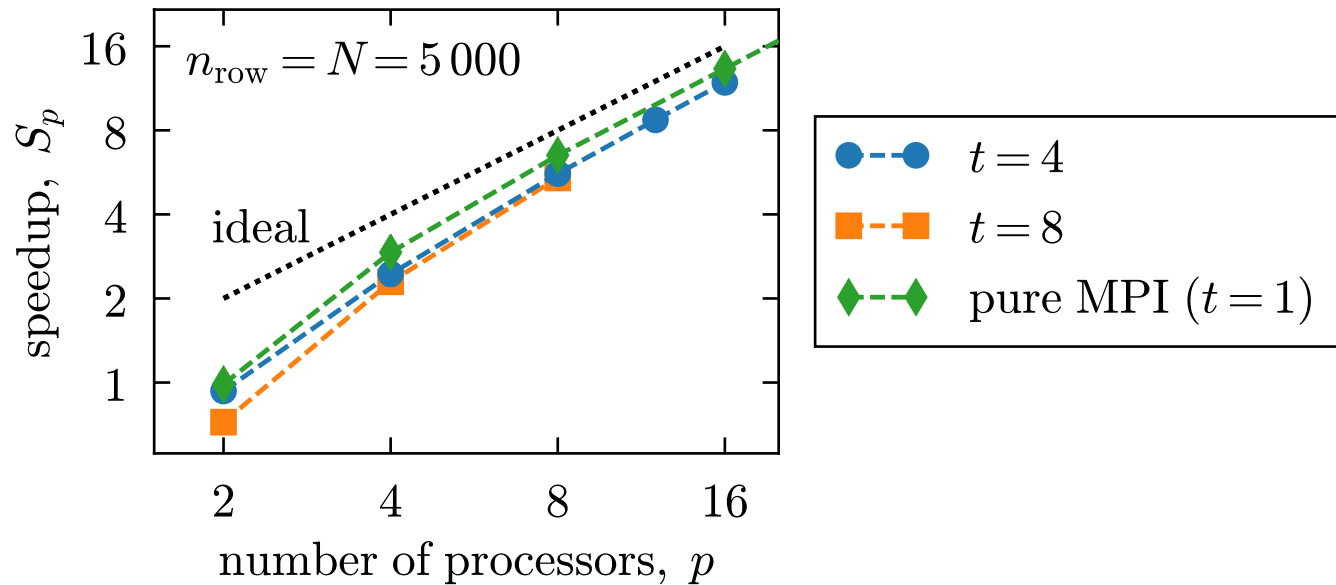 16
8
4
2
1
speedup, Sₚ
n_row = N = 5 000
ideal
2
4
8
16
number of processors, p
t = 4
t = 8
pure MPI (t = 1)